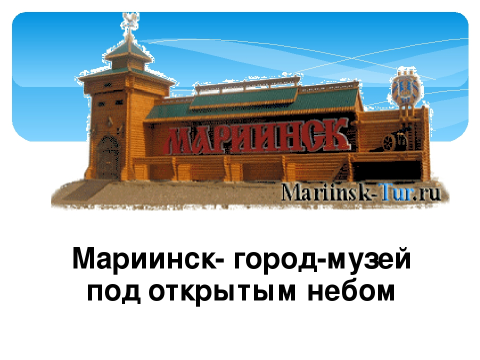 МАРИИНСК
Mariinsk-Tur.ru
Мариинск- город-музей
под открытым небом